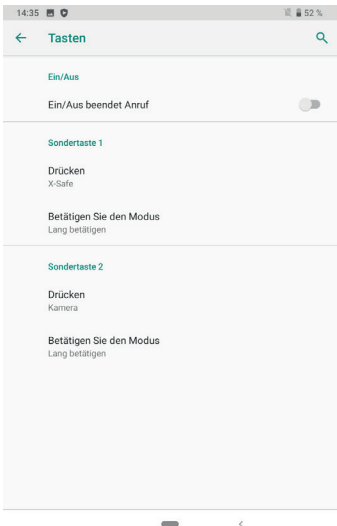 14:35 52 %
Tasten
Ein/Aus
Ein/Aus beendet Anruf
Sondertaste 1
Drücken
X-Safe
Betätigen Sie den Modus
Lang betätigen
Sondertaste 2
Drücken
Kamera
Betätigen Sie den Modus
Lang betätigen